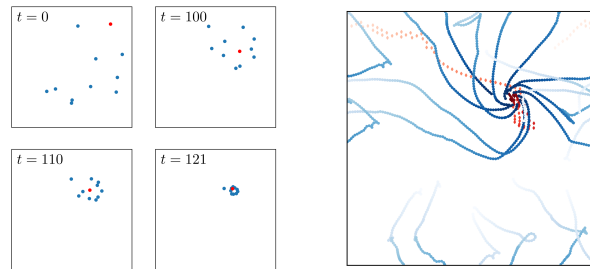 t = 0
t = 100
t = 110
t = 121